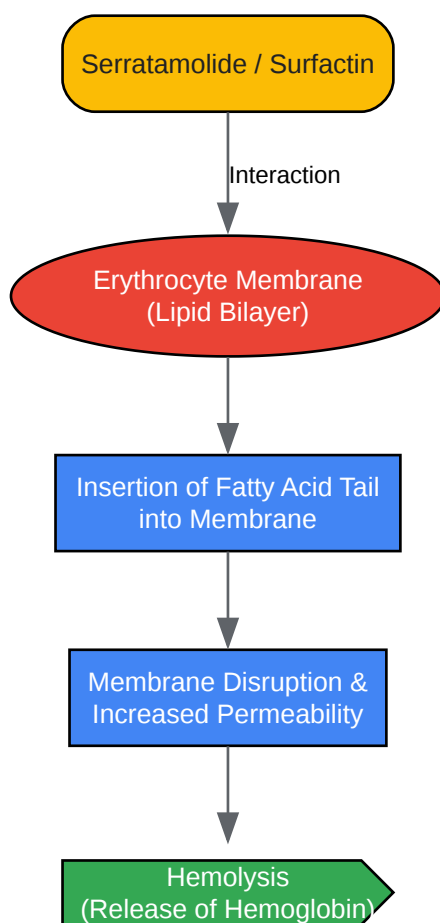 Serratamolide / Surfactin
Interaction
Erythrocyte Membrane
(Lipid Bilayer)
Insertion of Fatty Acid Tail
into Membrane
Membrane Disruption &
Increased Permeability
Hemolysis
(Release of Hemoglobin)